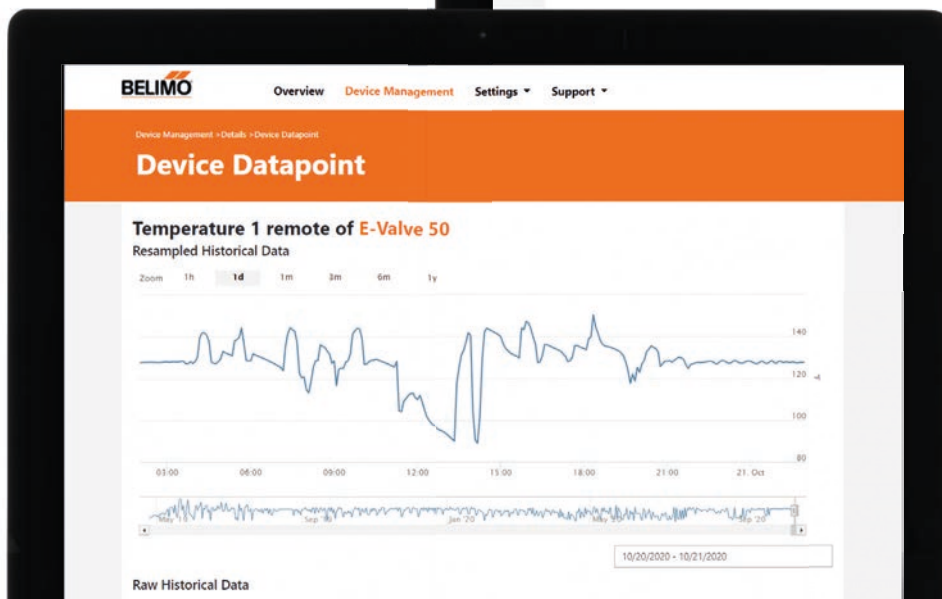 BELIMO
Overview Device Management Settings Support
Device Management >Details >Device Datapoint
Device Datapoint
Temperature 1 remote of E-Valve 50
Resampled Historical Data
Zoom 1h 1d 1m 3m 6m 1y
140
120
100
80
03:00 06:00 09:00 12:00 15:00 18:00 21:00 21. Oct
Sep Jan '20 May Sep '20
10/20/2020 - 10/21/2020
Raw Historical Data